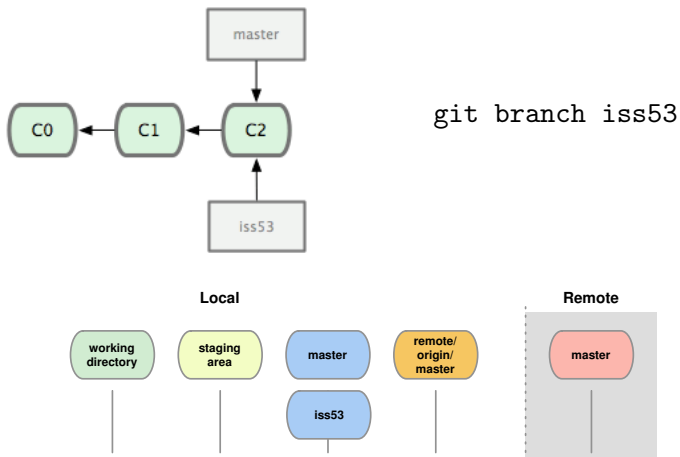 master
C0
C1
C2
git branch iss53
iss53
Local
Remote
working
directory
staging
area
master
remote/
origin/
master
master
iss53